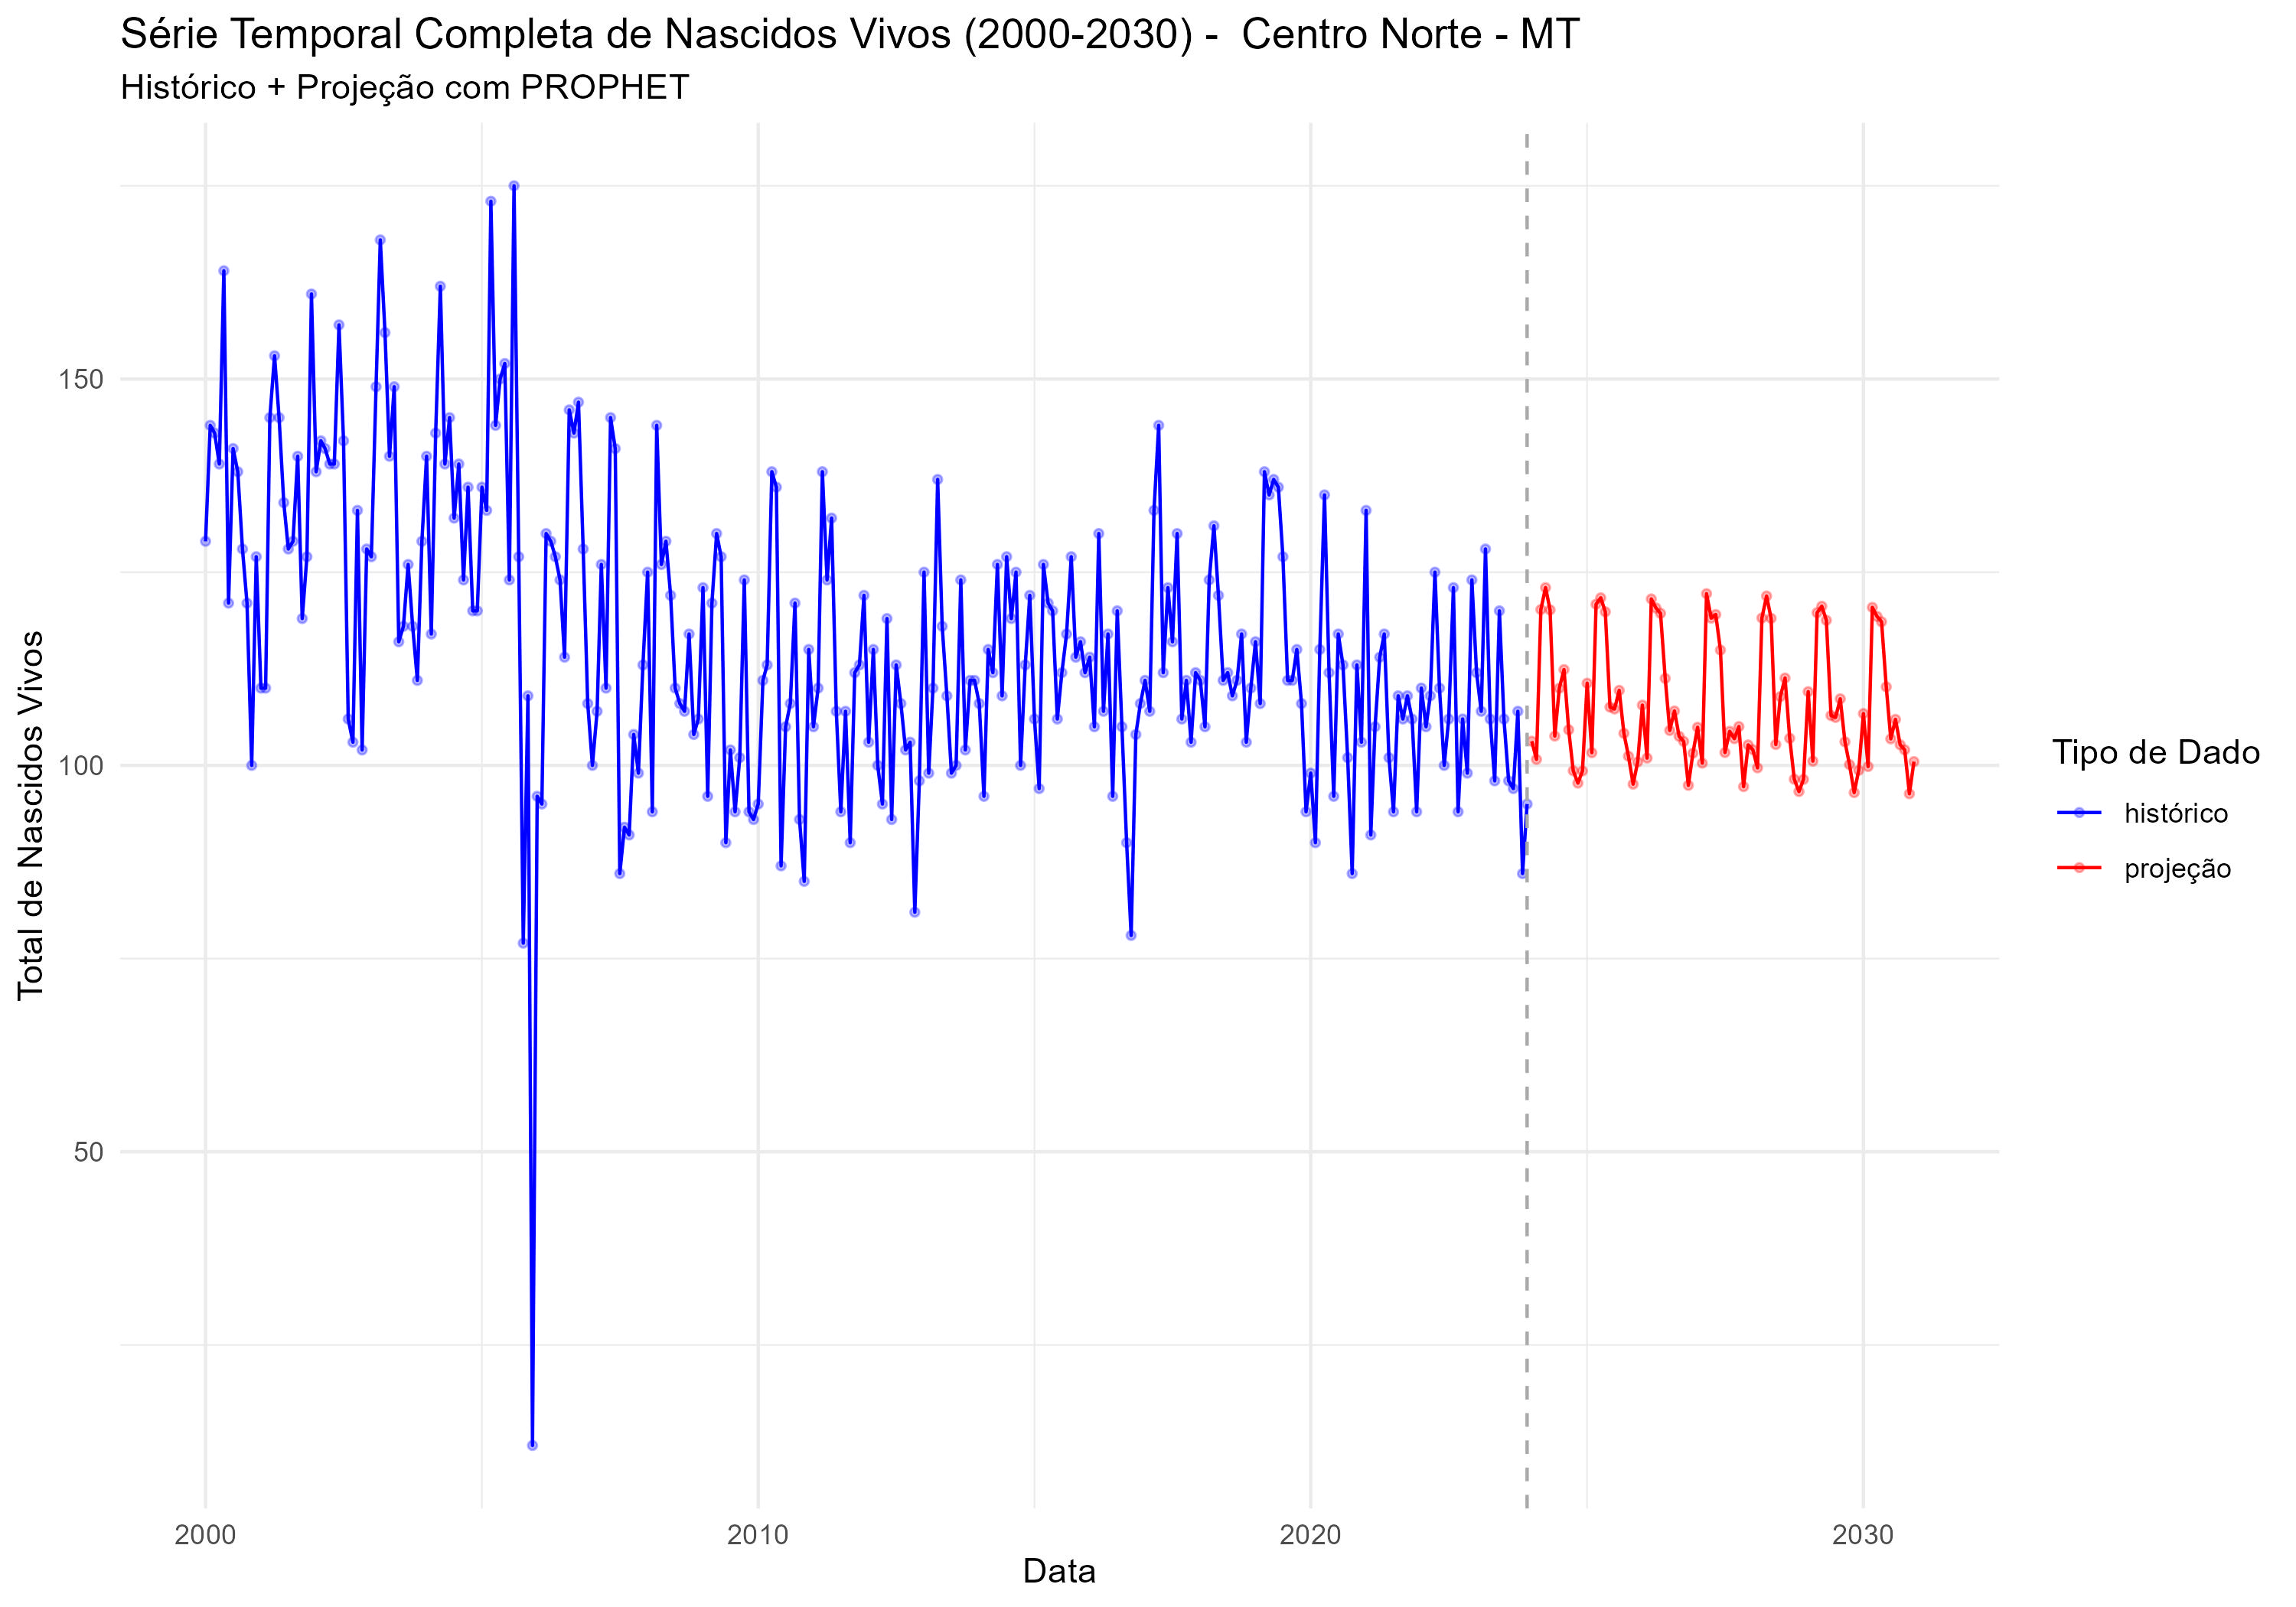 Série Temporal Completa de Nascidos Vivos (2000-2030) -  Centro Norte - MT
Histórico + Projeção com PROPHET
Total de Nascidos Vivos
150
100
50
2000
2010
2020
2030
Data
Tipo de Dado
histórico
projeção